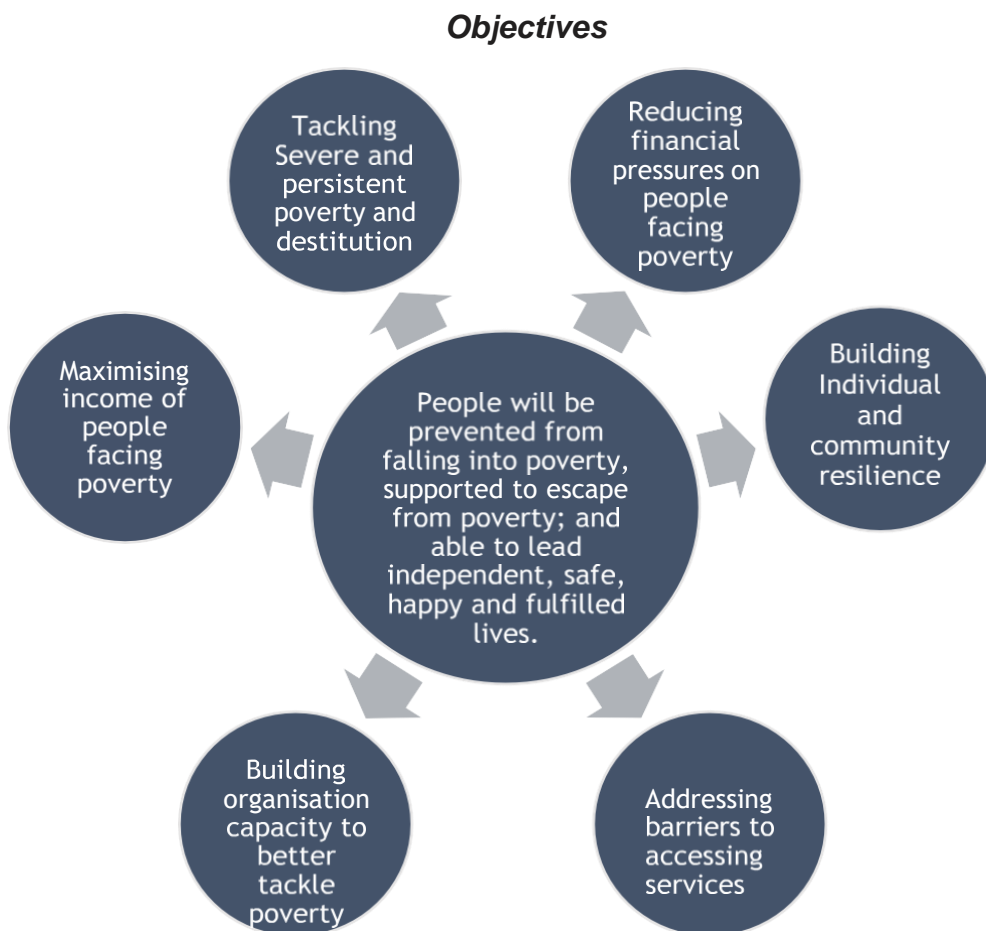 Objectives
Tackling
Severe and
persistent
poverty and
destitution
Reducing
financial
pressures on
people
facing
poverty
Maximising
income of
people
facing
poverty
People will be
prevented from
falling into poverty,
supported to escape
from poverty; and
able to lead
independent, safe,
happy and fulfilled
lives.
Building
Individual
and
community
resilience
Building
organisation
capacity to
better
tackle
poverty
Addressing
barriers to
accessing
services